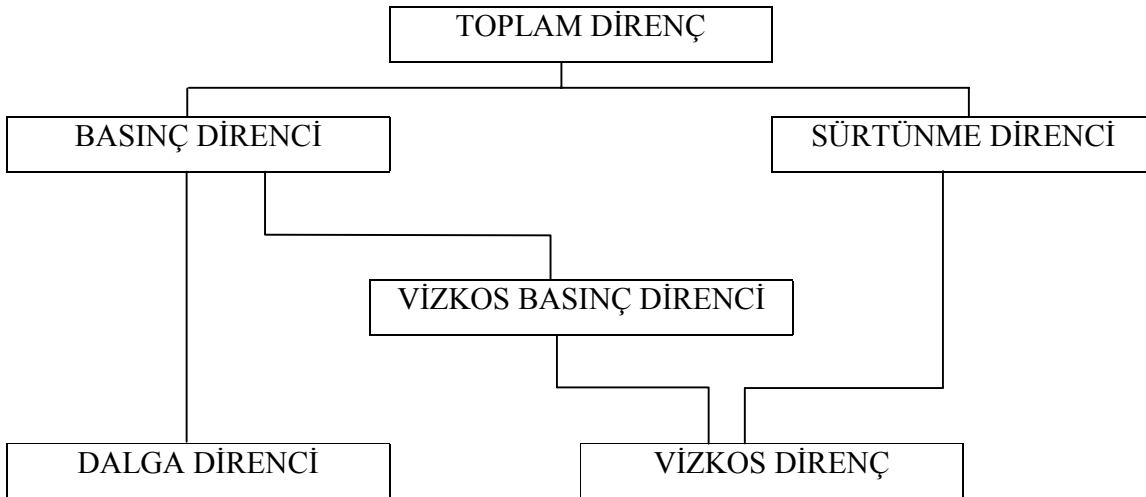 TOPLAM DİRENÇ
BASINÇ DİRENCİ
SÜRTÜNME DİRENCİ
VİZKOS BASINÇ DİRENCİ
DALGA DİRENCİ
VİZKOS DİRENÇ